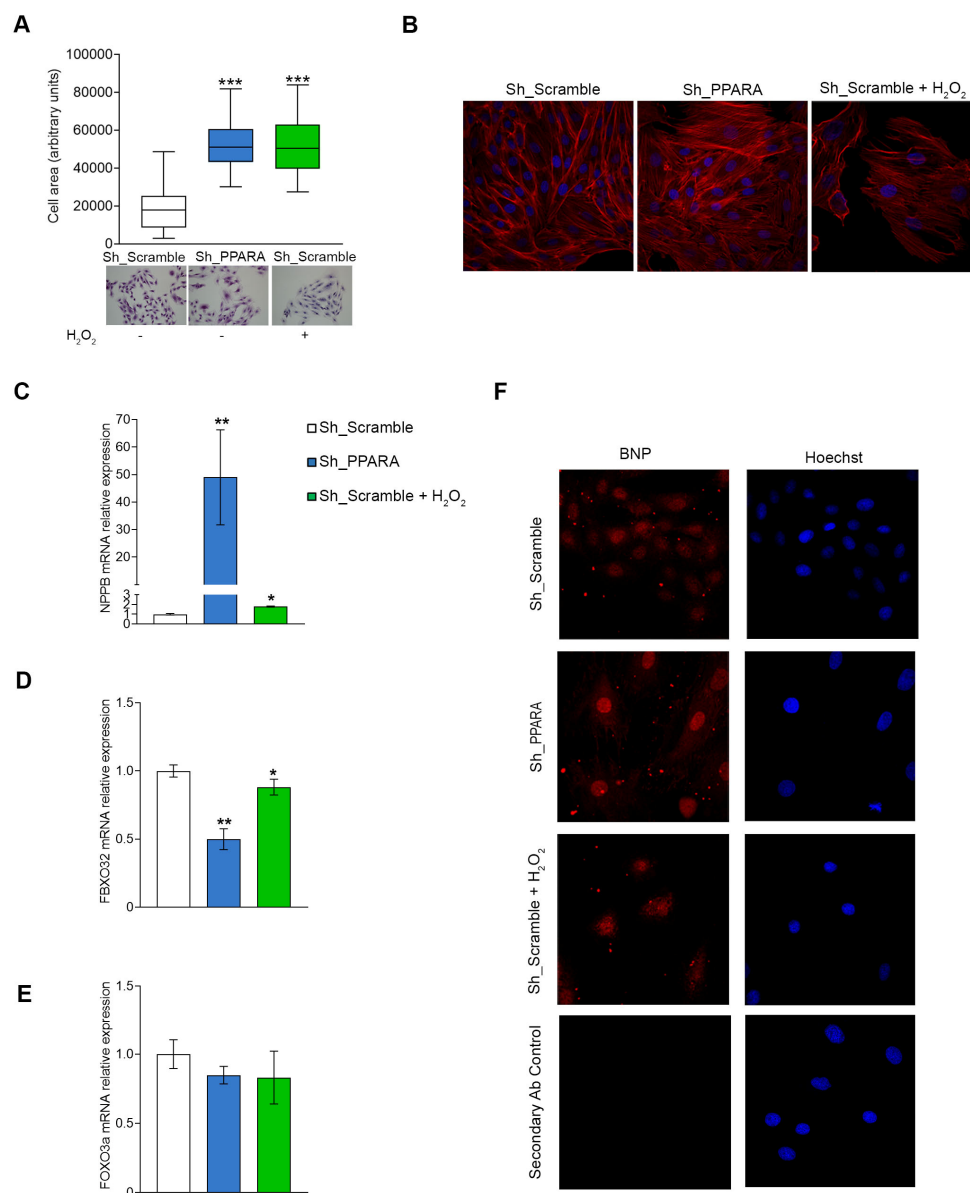 A
Cell area (arbitrary units)
100000
80000
60000
40000
20000
0
***
***
Sh_Scramble Sh_PPARA Sh_Scramble
H₂O₂ - - +
B
Sh_Scramble Sh_PPARA Sh_Scramble + H₂O₂
C
NPPB mRNA relative expression
70
60
50
40
30
20
10
3
2
1
0
**
*
Sh_Scramble
Sh_PPARA
Sh_Scramble + H₂O₂
D
FBXO32 mRNA relative expression
1.5
1.0
0.5
0
**
*
E
FOXO3a mRNA relative expression
1.5
1.0
0.5
0
F
BNP Hoechst
Sh_Scramble
Sh_PPARA
Sh_Scramble + H₂O₂
Secondary Ab Control